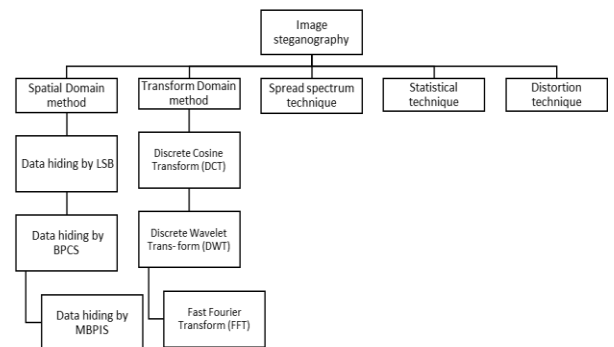 Image
steganography
Spatial Domain
method
Transform Domain
method
Spread spectrum
technique
Statistical
technique
Distortion
technique
Data hiding by LSB
Discrete Cosine
Transform (DCT)
Data hiding by
BPCS
Discrete Wavelet
Trans- form (DWT)
Data hiding by
MBPIS
Fast Fourier
Transform (FFT)